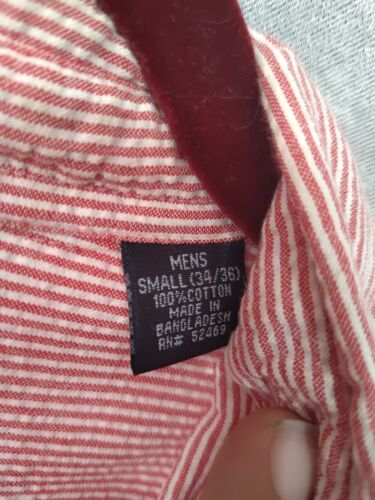 MENS
SMALL (34/36)
100% COTTON
MADE IN
BANGLADESH
RN# 52469